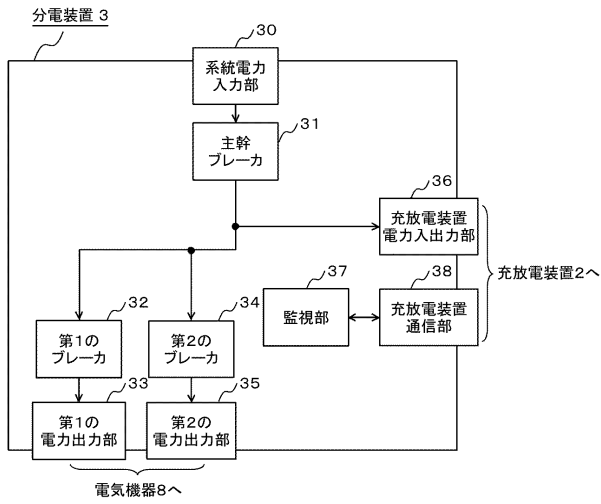 分電装置 3
30
系統電力
入力部
31
主幹
ブレーカ
36
充放電装置
電力入出力部
充放電装置2へ
37
監視部
38
充放電装置
通信部
32
第1の
ブレーカ
34
第2の
ブレーカ
33
第1の
電力出力部
35
第2の
電力出力部
電気機器8へ